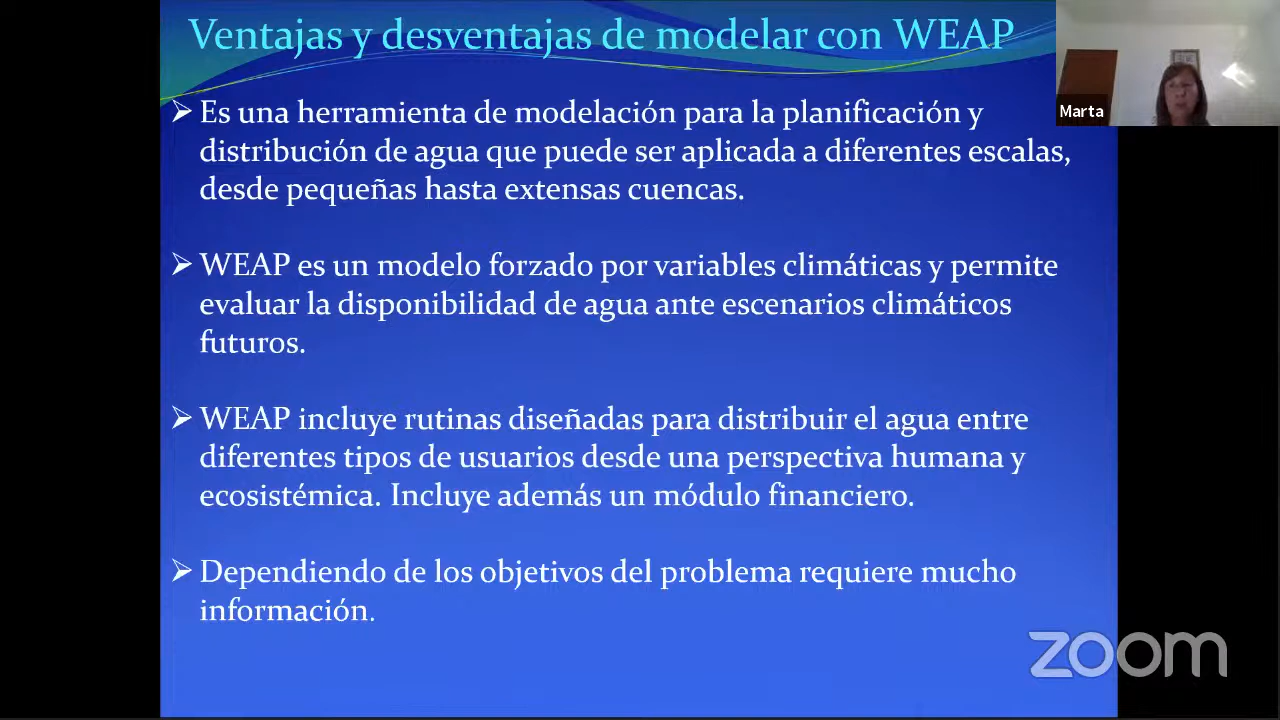 Ventajas y desventajas de modelar con WEAP
Marta
➢ Es una herramienta de modelación para la planificación y
distribución de agua que puede ser aplicada a diferentes escalas,
desde pequeñas hasta extensas cuencas.
➢ WEAP es un modelo forzado por variables climáticas y permite
evaluar la disponibilidad de agua ante escenarios climáticos
futuros.
➢ WEAP incluye rutinas diseñadas para distribuir el agua entre
diferentes tipos de usuarios desde una perspectiva humana y
ecosistémica. Incluye además un módulo financiero.
➢ Dependiendo de los objetivos del problema requiere mucho
información.
zoom